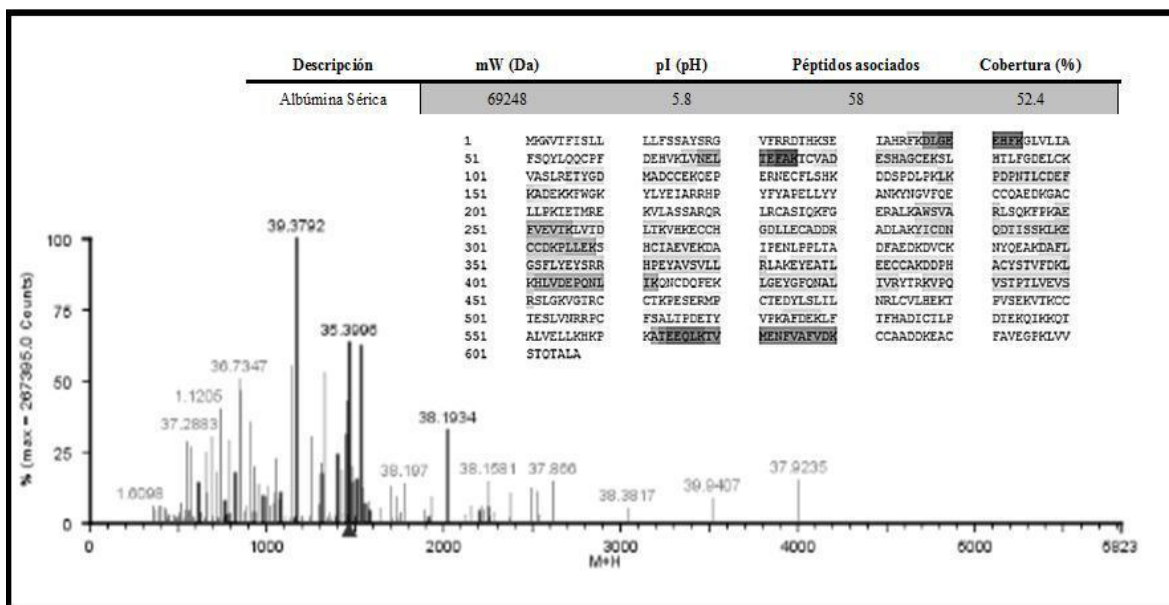 Descripción mW (Da) pI (pH) Péptidos asociados Cobertura (%)
Albúmina Sérica 69248 5.8 58 52.4
1 MKWVTFISLL LLFSSAYSRG VFRRDTHKSE IAHRFKDLGE EHFKGLVLIA
51 FSQYLQQCPF DEHVKLVNEL TEFAKTCVAD ESHAGCEKSL HTLFGDELCK
101 VASLRETYGD MADCCEKQEP ERNECFLSHK DDSPDLPKLK PDPNTLCDEF
151 KADEKKFWGK YLYEIARRHP YFYAPELLYY ANKYNGVFQE CCQAEDKGAC
201 LLPKIETMRE KVLASSARQR LRCASIQKFG ERALKAWSVA RLSQKFPKAE
251 FVEVTKLVTD LTKVHKECCH GDLLECADDR ADLAKYICDN QDTISSKLKE
301 CCDKPLLEKS HCIAEVEKDA IPENLPPLTA DFAEDKDVCK NYQEAKDAFL
351 GSFLYEYSRR HPEYAVSVLL RLAKEYEATL EECCAKDDPH ACYSTVFDKL
401 KHLVDEPQNL IKQNCDQFEK LGEYGFQNAL IVRYTRKVPQ VSTPTLVEVS
451 RSLGKVGTRC CTKPESERMP CTEDYLSLIL NRLCVLHEKT PVSEKVTKCC
501 TESLVNRRPC FSALTPDETY VPKAFDEKLF TFHADICTLP DTEKQIKKQT
551 ALVELLKHKP KATEEQLKTV MENFVAFVDK CCAADDKEAC FAVEGPKLVV
601 STQTALA
% (max = 267395.0 Counts)
100
75
50
25
0
39.3792
36.7347
1.1205
37.2883
1.6098
38.1934
38.197
38.1581
37.866
38.3817
39.9407
37.9235
0 1000 2000 3000 4000
M+H